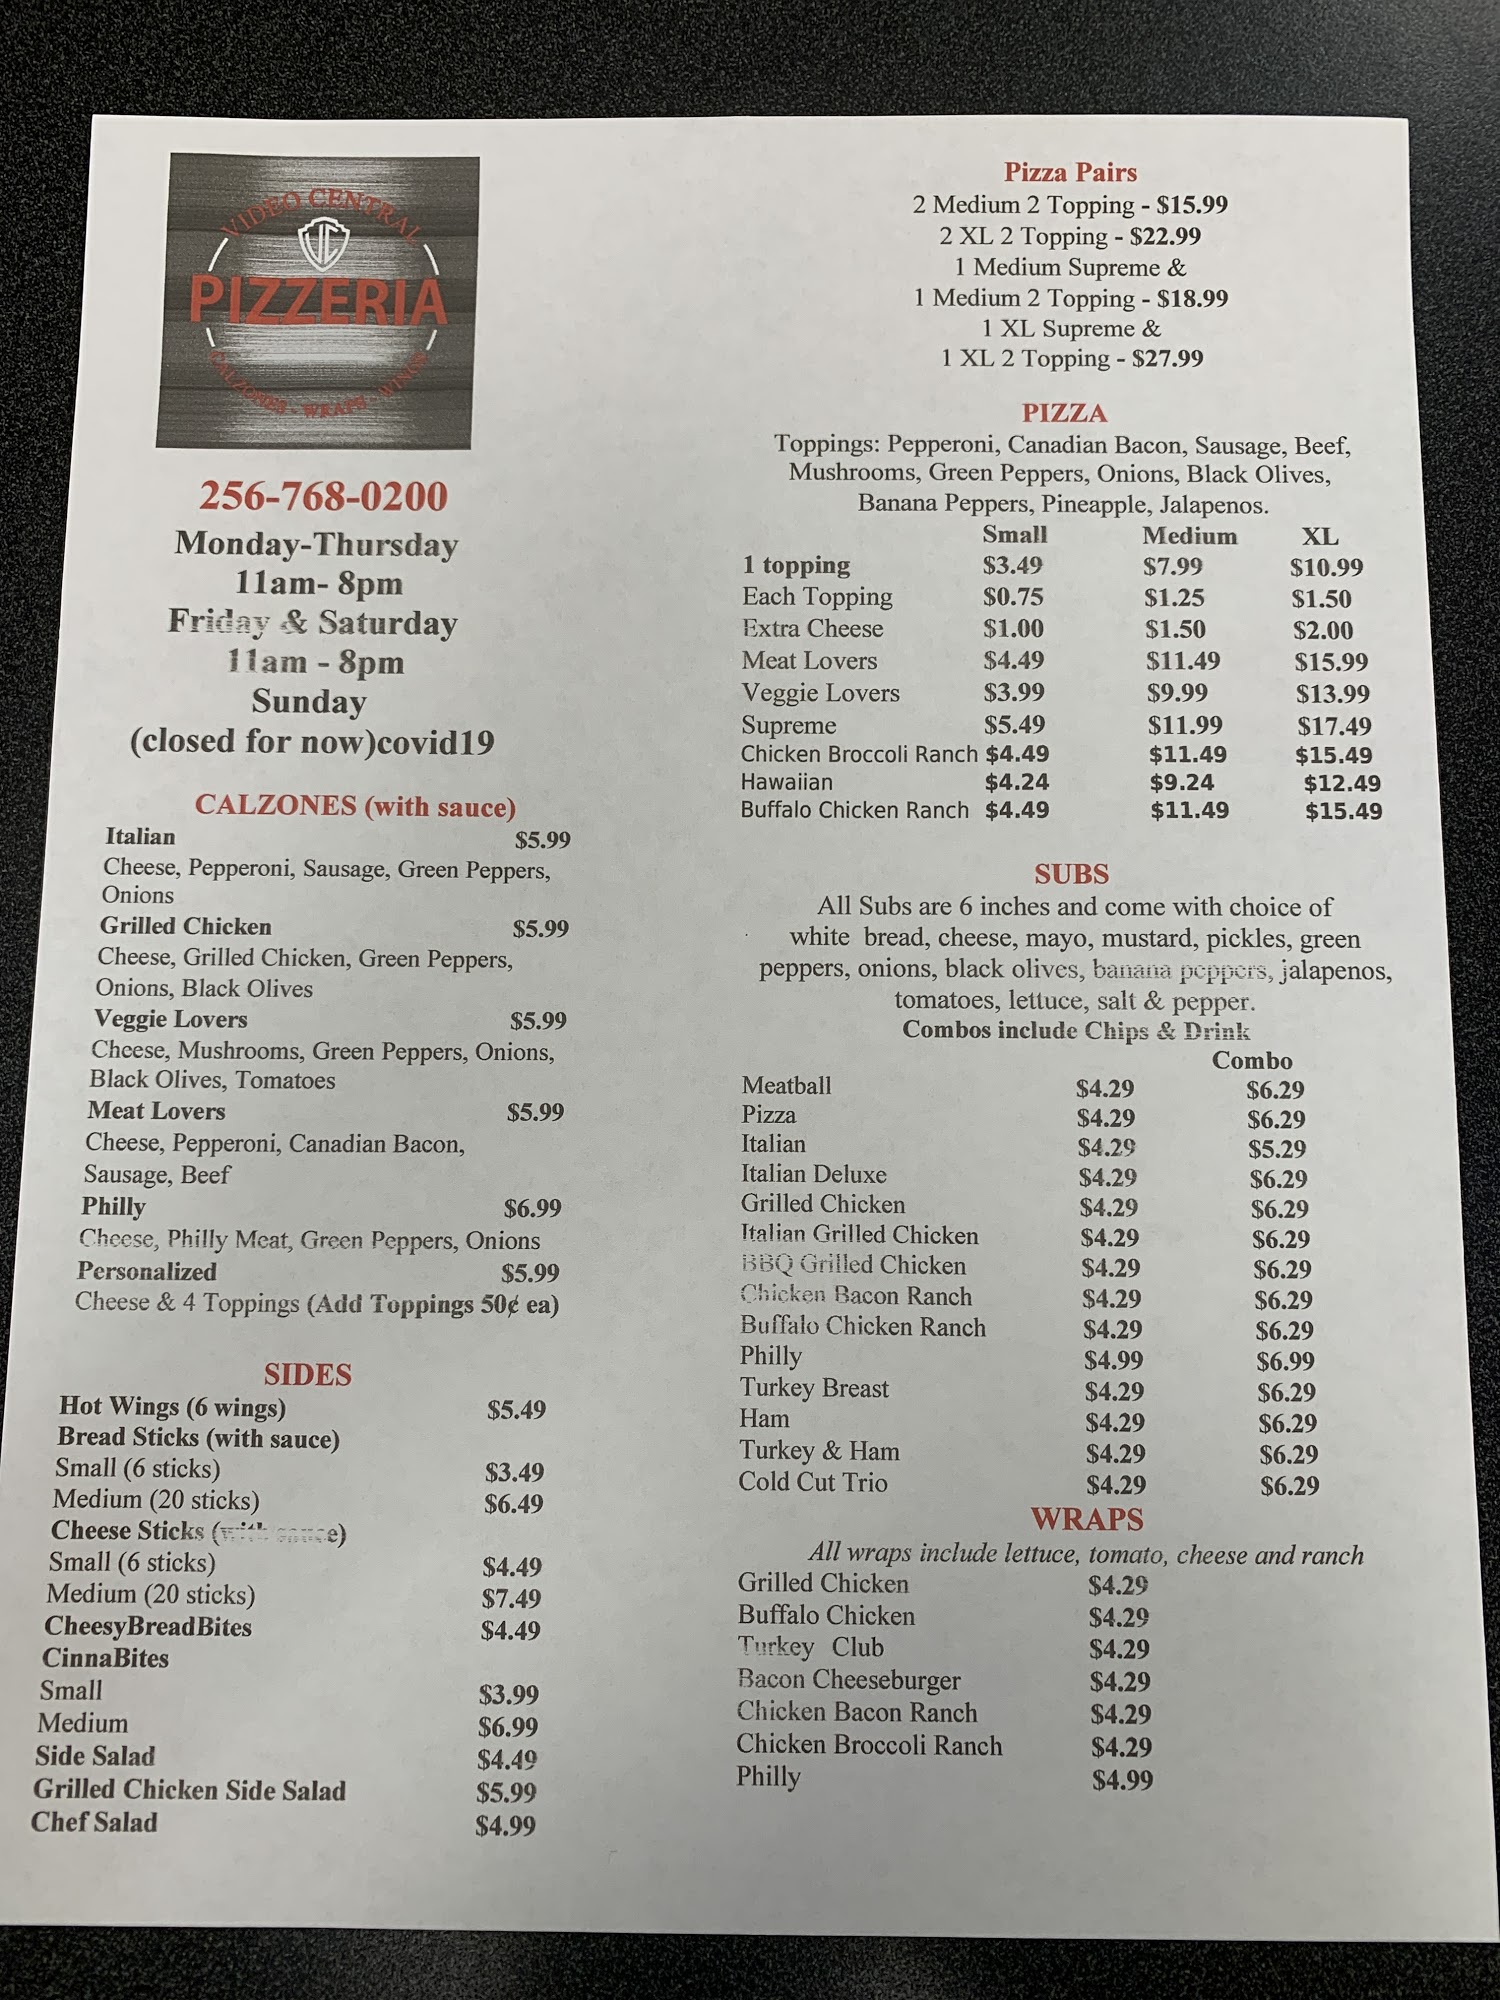 VIDEO CENTRAL
VC
PIZZERIA
CALZONES - WRAPS - WINGS
256-768-0200
Monday-Thursday
11am- 8pm
Friday & Saturday
11am - 8pm
Sunday
(closed for now)covid19
CALZONES (with sauce)
Italian $5.99
Cheese, Pepperoni, Sausage, Green Peppers,
Onions
Grilled Chicken $5.99
Cheese, Grilled Chicken, Green Peppers,
Onions, Black Olives
Veggie Lovers $5.99
Cheese, Mushrooms, Green Peppers, Onions,
Black Olives, Tomatoes
Meat Lovers $5.99
Cheese, Pepperoni, Canadian Bacon,
Sausage, Beef
Philly $6.99
Cheese, Philly Meat, Green Peppers, Onions
Personalized $5.99
Cheese & 4 Toppings (Add Toppings 50¢ ea)
SIDES
Hot Wings (6 wings) $5.49
Bread Sticks (with sauce)
Small (6 sticks) $3.49
Medium (20 sticks) $6.49
Cheese Sticks (with sauce)
Small (6 sticks) $4.49
Medium (20 sticks) $7.49
CheesyBreadBites $4.49
CinnaBites
Small $3.99
Medium $6.99
Side Salad $4.49
Grilled Chicken Side Salad $5.99
Chef Salad $4.99
Pizza Pairs
2 Medium 2 Topping - $15.99
2 XL 2 Topping - $22.99
1 Medium Supreme &
1 Medium 2 Topping - $18.99
1 XL Supreme &
1 XL 2 Topping - $27.99
PIZZA
Toppings: Pepperoni, Canadian Bacon, Sausage, Beef,
Mushrooms, Green Peppers, Onions, Black Olives,
Banana Peppers, Pineapple, Jalapenos.
Small Medium XL
1 topping $3.49 $7.99 $10.99
Each Topping $0.75 $1.25 $1.50
Extra Cheese $1.00 $1.50 $2.00
Meat Lovers $4.49 $11.49 $15.99
Veggie Lovers $3.99 $9.99 $13.99
Supreme $5.49 $11.99 $17.49
Chicken Broccoli Ranch $4.49 $11.49 $15.49
Hawaiian $4.24 $9.24 $12.49
Buffalo Chicken Ranch $4.49 $11.49 $15.49
SUBS
All Subs are 6 inches and come with choice of
white bread, cheese, mayo, mustard, pickles, green
peppers, onions, black olives, banana peppers, jalapenos,
tomatoes, lettuce, salt & pepper.
Combos include Chips & Drink
Combo
Meatball $4.29 $6.29
Pizza $4.29 $6.29
Italian $4.29 $5.29
Italian Deluxe $4.29 $6.29
Grilled Chicken $4.29 $6.29
Italian Grilled Chicken $4.29 $6.29
BBQ Grilled Chicken $4.29 $6.29
Chicken Bacon Ranch $4.29 $6.29
Buffalo Chicken Ranch $4.29 $6.29
Philly $4.99 $6.99
Turkey Breast $4.29 $6.29
Ham $4.29 $6.29
Turkey & Ham $4.29 $6.29
Cold Cut Trio $4.29 $6.29
WRAPS
All wraps include lettuce, tomato, cheese and ranch
Grilled Chicken $4.29
Buffalo Chicken $4.29
Turkey Club $4.29
Bacon Cheeseburger $4.29
Chicken Bacon Ranch $4.29
Chicken Broccoli Ranch $4.29
Philly $4.99